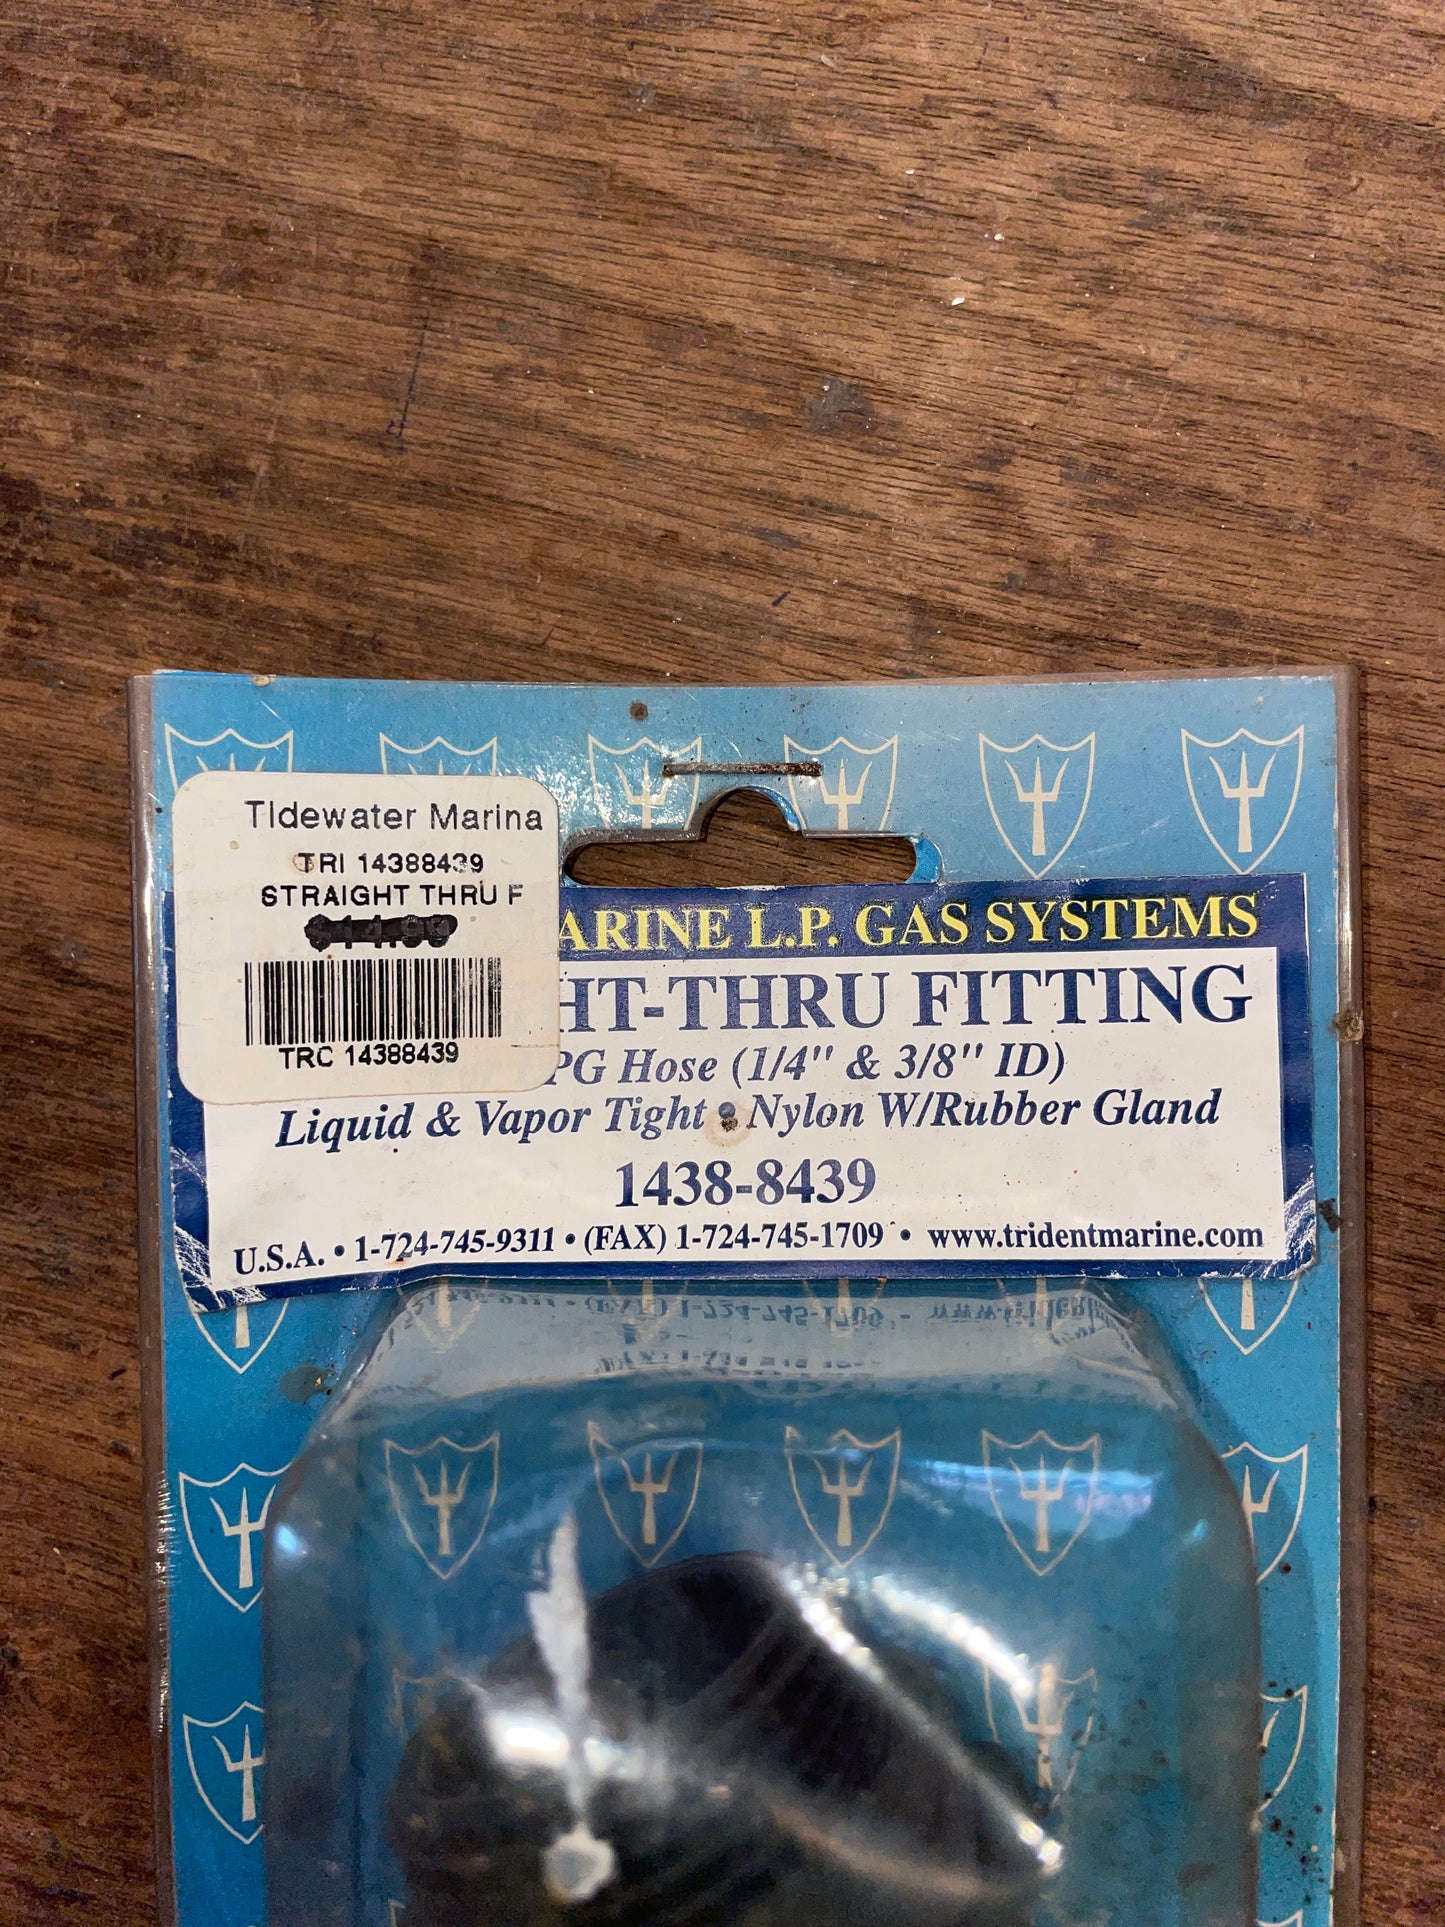 TIdewater Marina
TRI 14388439
STRAIGHT THRU F
TRC 14388439
ARINE L.P. GAS SYSTEMS
HT-THRU FITTING
PG Hose (1/4" & 3/8" ID)
Liquid & Vapor Tight • Nylon W/Rubber Gland
1438-8439
U.S.A. • 1-724-745-9311 • (FAX) 1-724-745-1709 • www.tridentmarine.com